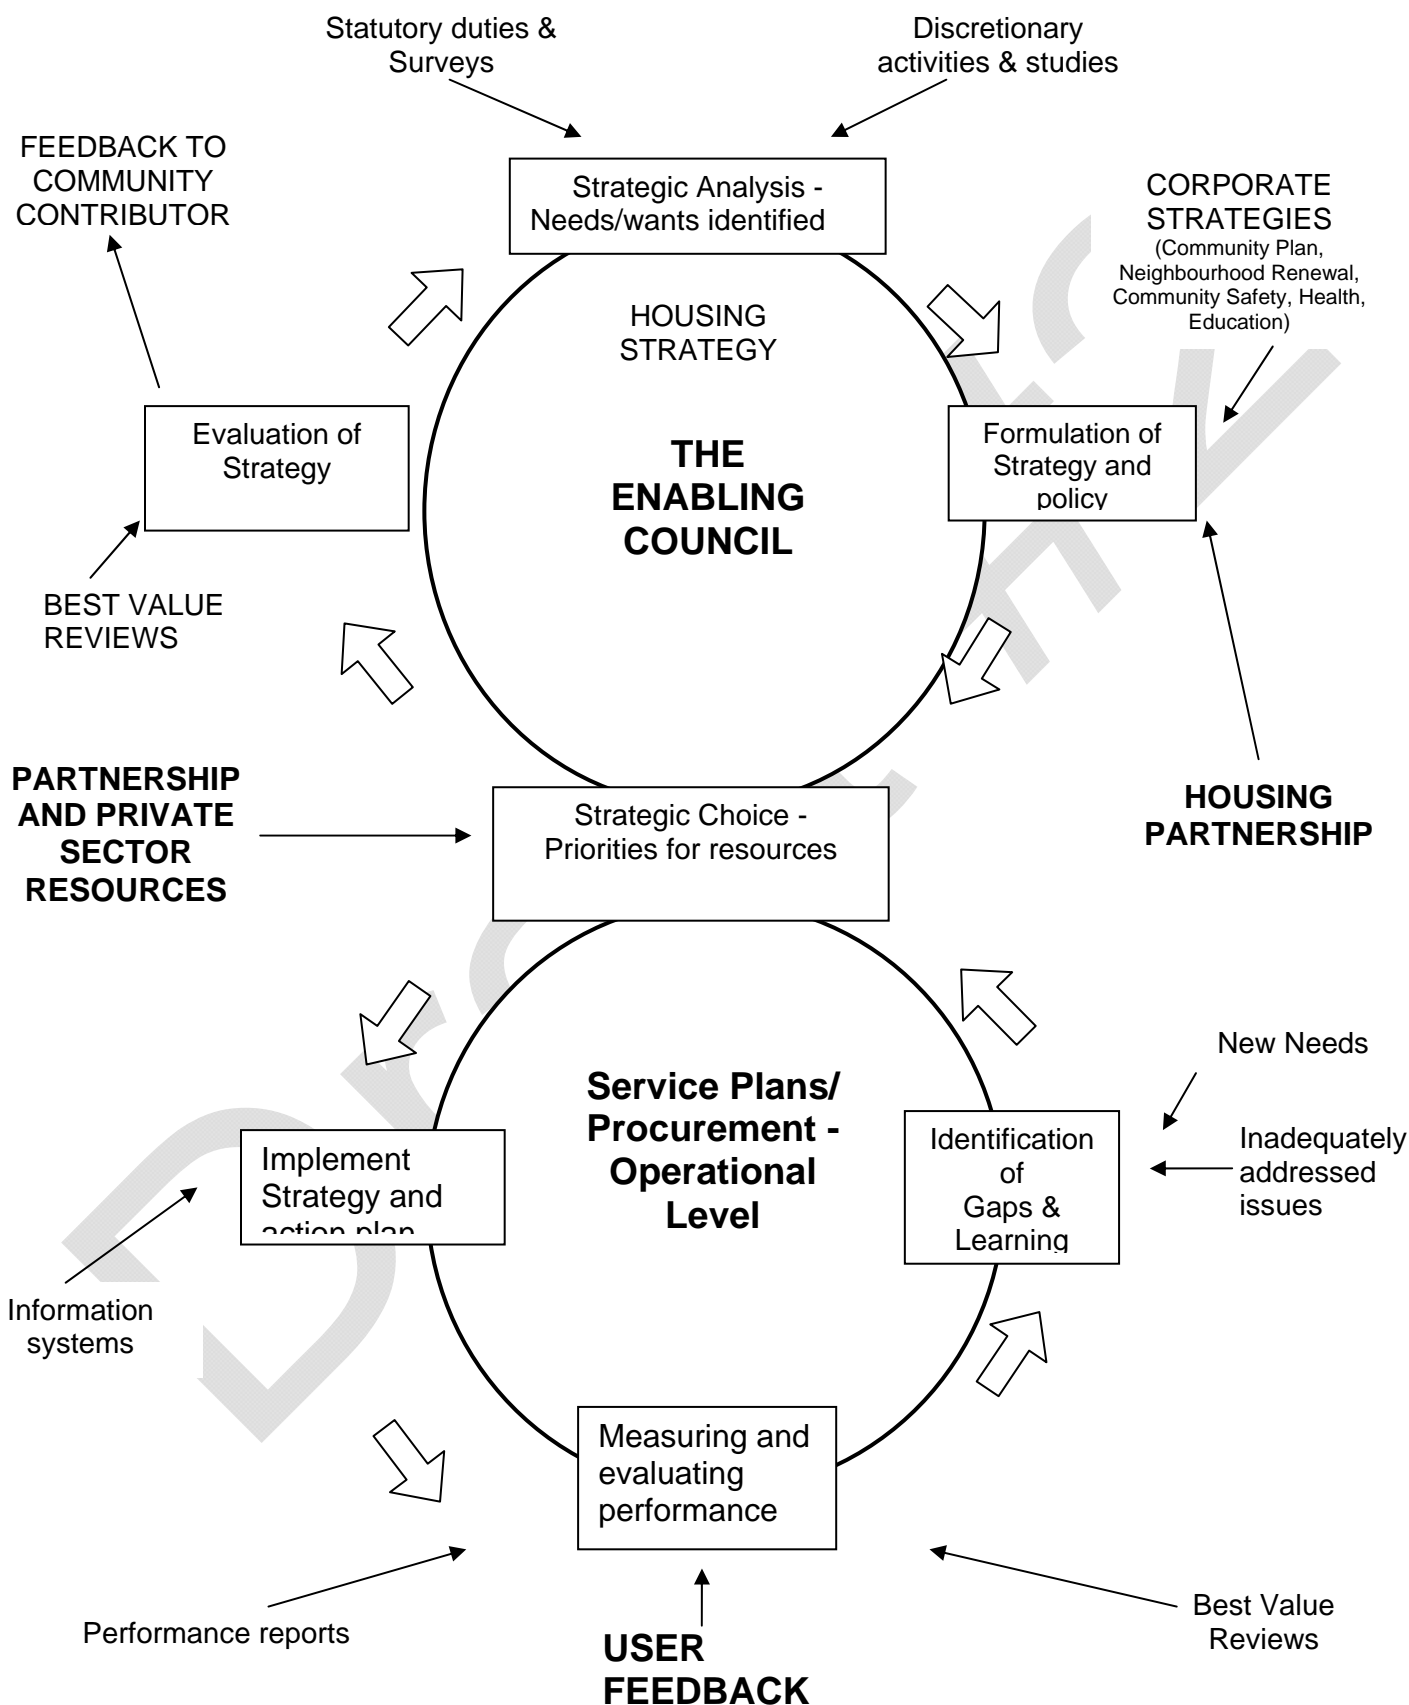 Statutory duties &
Surveys
Discretionary
activities & studies
FEEDBACK TO
COMMUNITY
CONTRIBUTOR
Strategic Analysis -
Needs/wants identified
CORPORATE
STRATEGIES
(Community Plan,
Neighbourhood Renewal,
Community Safety, Health,
Education)
HOUSING
STRATEGY
Evaluation of
Strategy
THE
ENABLING
COUNCIL
Formulation of
Strategy and
policy
BEST VALUE
REVIEWS
PARTNERSHIP
AND PRIVATE
SECTOR
RESOURCES
Strategic Choice -
Priorities for resources
HOUSING
PARTNERSHIP
Service Plans/
Procurement -
Operational
Level
New Needs
Implement
Strategy and
action plan
Identification
of
Gaps &
Learning
Inadequately
addressed
issues
Information
systems
Measuring and
evaluating
performance
Performance reports
USER
FEEDBACK
Best Value
Reviews